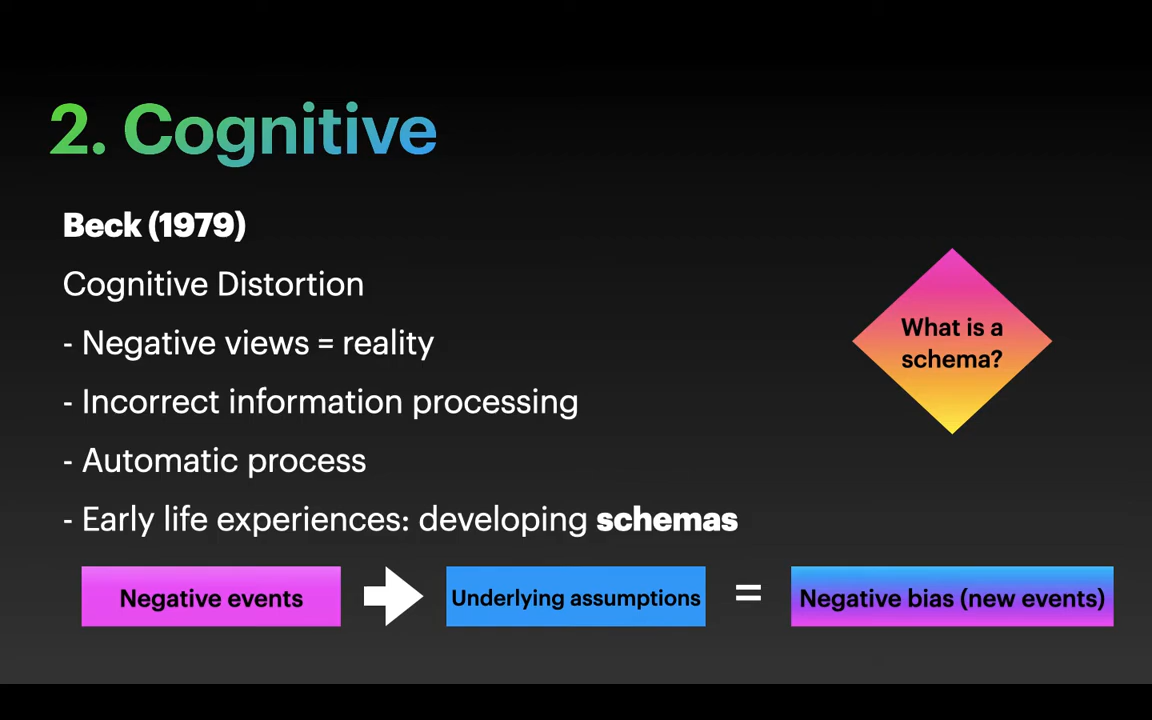 2. Cognitive
Beck (1979)
Cognitive Distortion
- Negative views = reality
- Incorrect information processing
- Automatic process
- Early life experiences: developing schemas
What is a
schema?
Negative events
Underlying assumptions
=
Negative bias (new events)